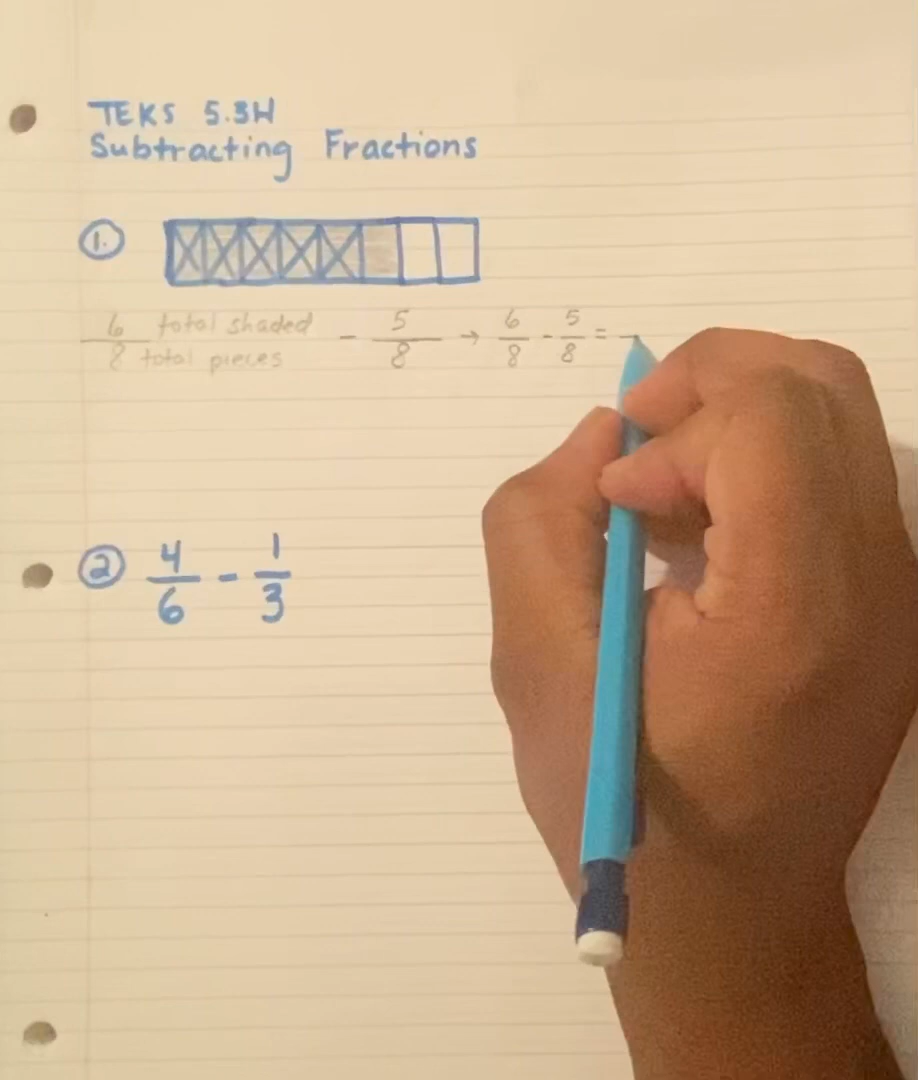 TEKS 5.3H
Subtracting Fractions
1.
6 total shaded
8 total pieces
- 5/8 → 6/8 - 5/8 =
2 4/6 - 1/3